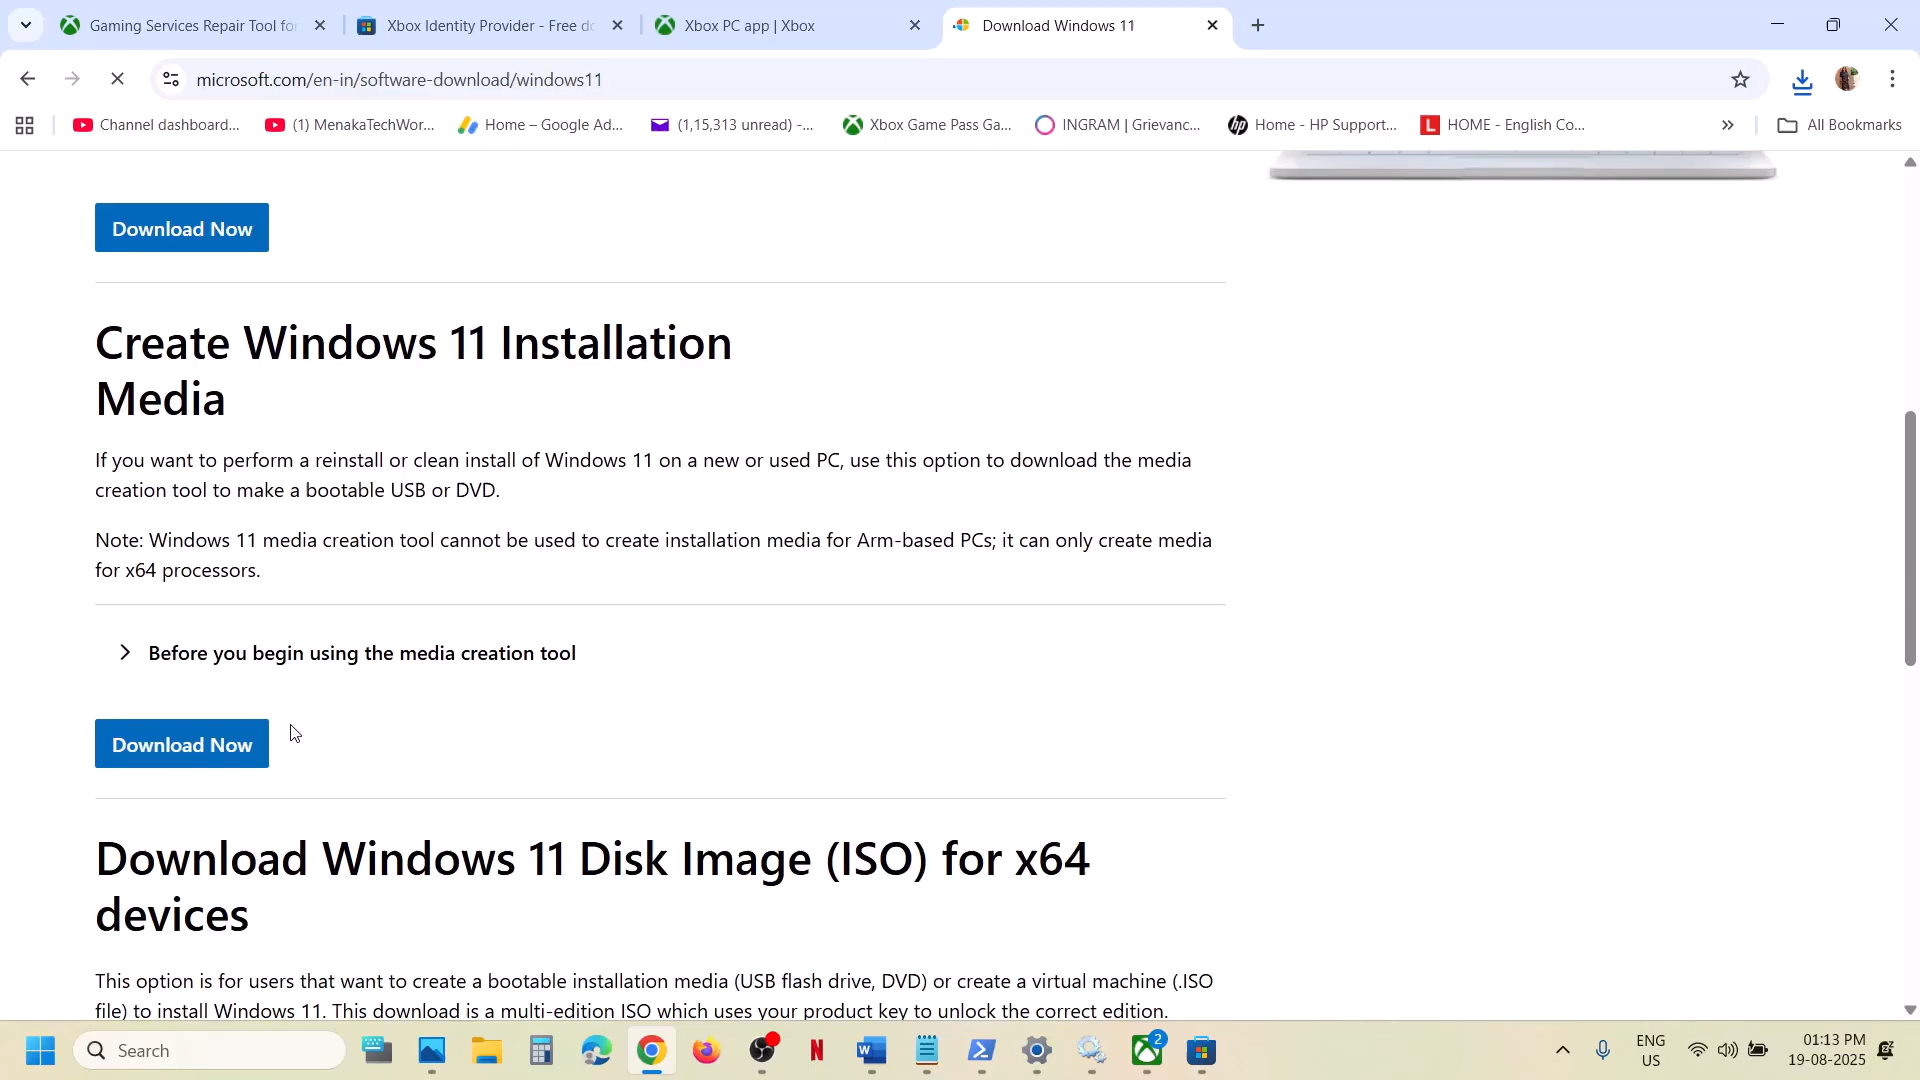 Gaming Services Repair Tool for
Xbox Identity Provider - Free do
Xbox PC app | Xbox
Download Windows 11
microsoft.com/en-in/software-download/windows11
Channel dashboard...
(1) MenakaTechWor...
Home – Google Ad...
(1,15,313 unread) -...
Xbox Game Pass Ga...
INGRAM | Grievanc...
Home - HP Support...
HOME - English Co...
All Bookmarks
Download Now
Create Windows 11 Installation
Media
If you want to perform a reinstall or clean install of Windows 11 on a new or used PC, use this option to download the media
creation tool to make a bootable USB or DVD.
Note: Windows 11 media creation tool cannot be used to create installation media for Arm-based PCs; it can only create media
for x64 processors.
Before you begin using the media creation tool
Download Now
Download Windows 11 Disk Image (ISO) for x64
devices
This option is for users that want to create a bootable installation media (USB flash drive, DVD) or create a virtual machine (.ISO
file) to install Windows 11. This download is a multi-edition ISO which uses your product key to unlock the correct edition.
Search
2
ENG
US
01:13 PM
19-08-2025